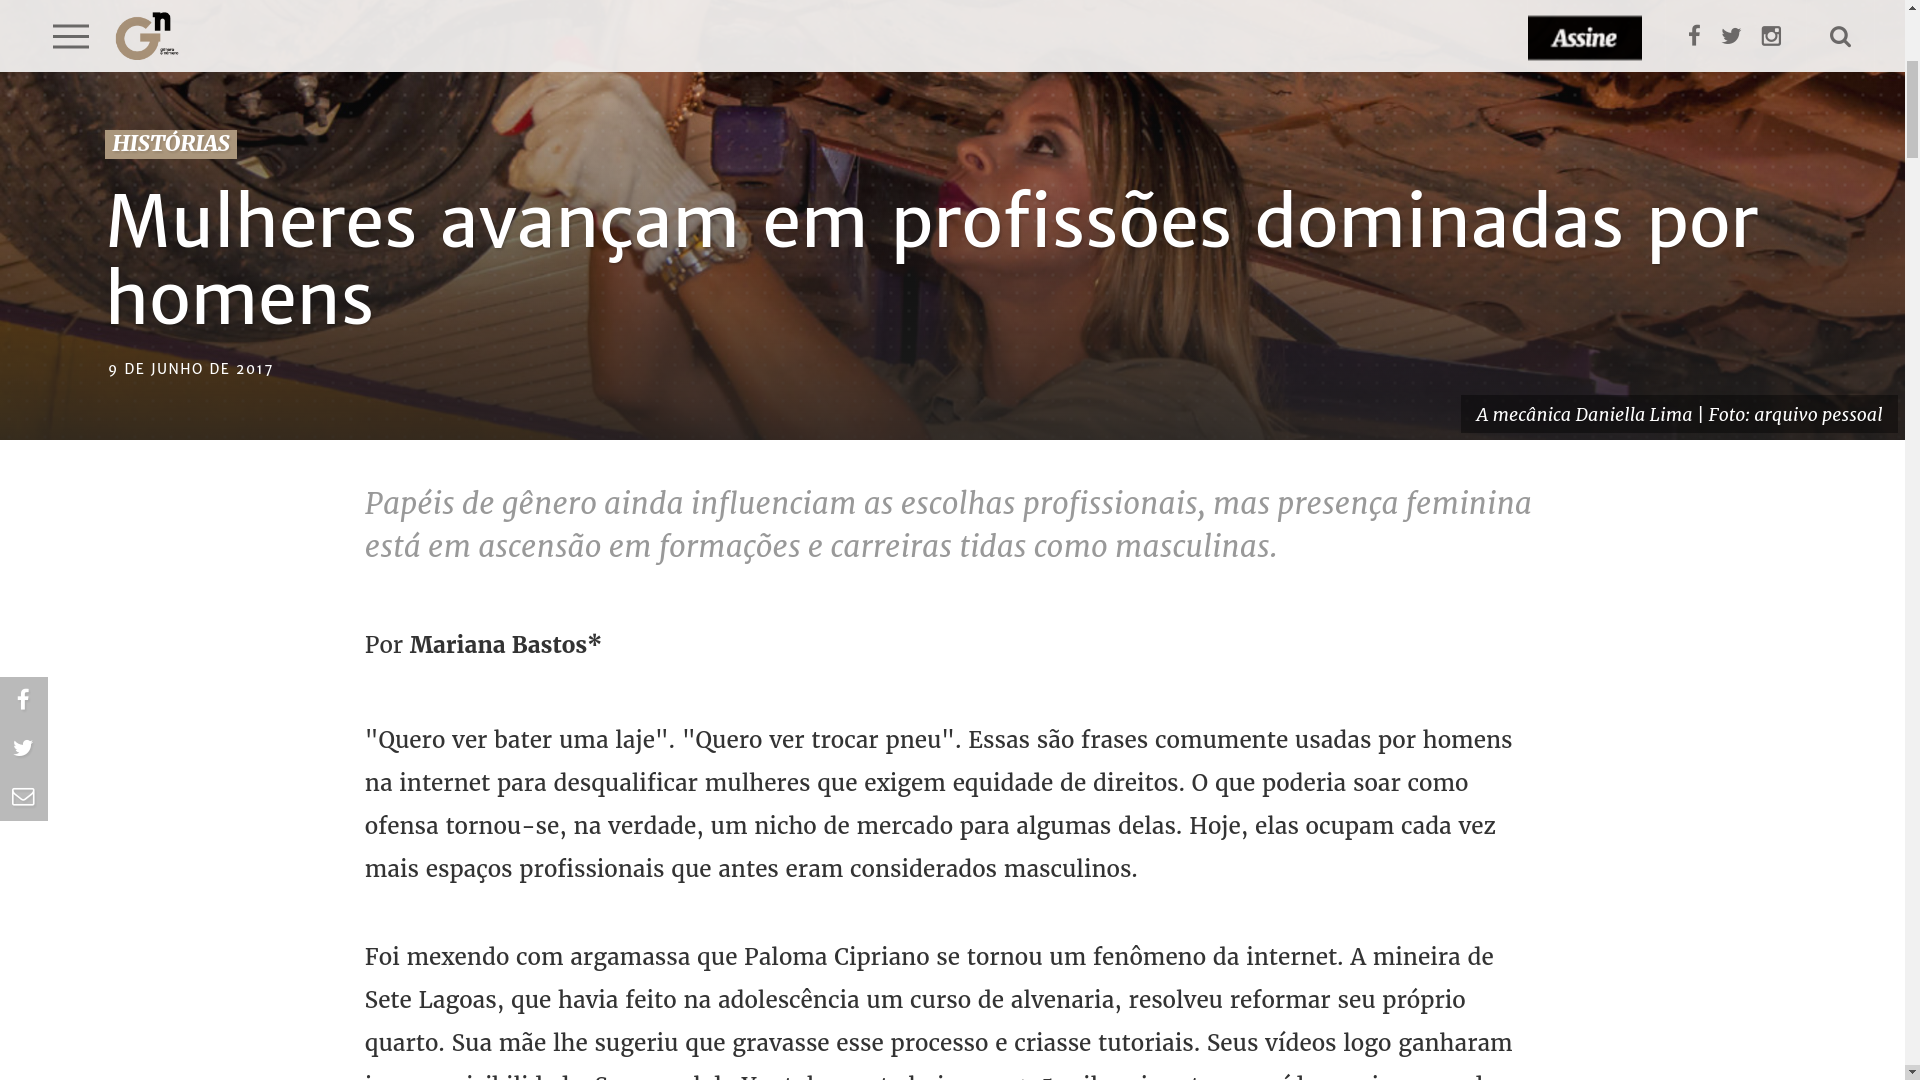 Gn
Assine
HISTÓRIAS
Mulheres avançam em profissões dominadas por
homens
9 DE JUNHO DE 2017
A mecânica Daniella Lima | Foto: arquivo pessoal
Papéis de gênero ainda influenciam as escolhas profissionais, mas presença feminina
está em ascensão em formações e carreiras tidas como masculinas.
Por Mariana Bastos*
"Quero ver bater uma laje". "Quero ver trocar pneu". Essas são frases comumente usadas por homens
na internet para desqualificar mulheres que exigem equidade de direitos. O que poderia soar como
ofensa tornou-se, na verdade, um nicho de mercado para algumas delas. Hoje, elas ocupam cada vez
mais espaços profissionais que antes eram considerados masculinos.
Foi mexendo com argamassa que Paloma Cipriano se tornou um fenômeno da internet. A mineira de
Sete Lagoas, que havia feito na adolescência um curso de alvenaria, resolveu reformar seu próprio
quarto. Sua mãe lhe sugeriu que gravasse esse processo e criasse tutoriais. Seus vídeos logo ganharam